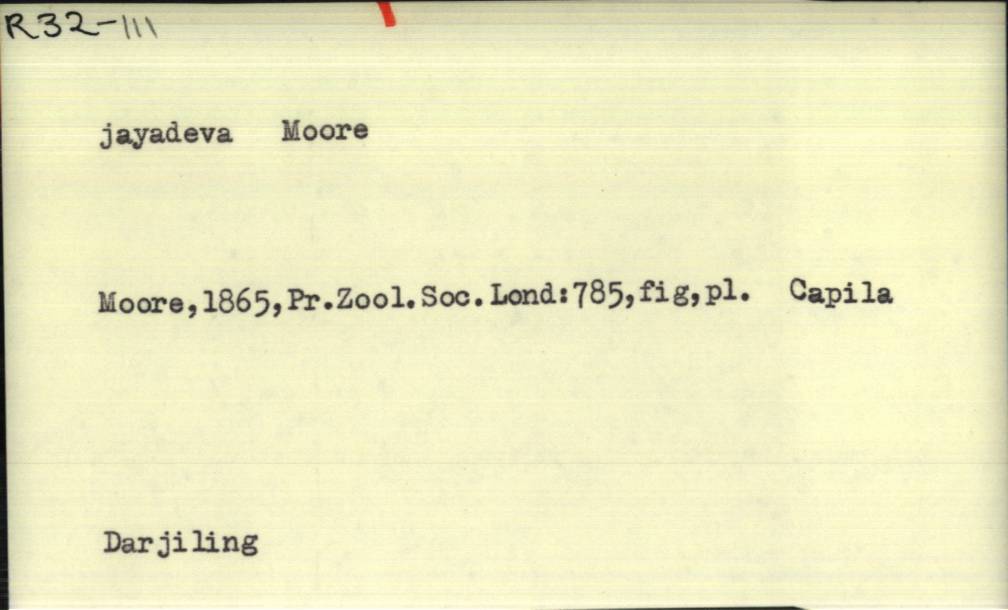 R32-111
jayadeva Moore
Moore,1865,Pr.Zool.Soc.Lond:785,fig,pl. Capila
Darjiling